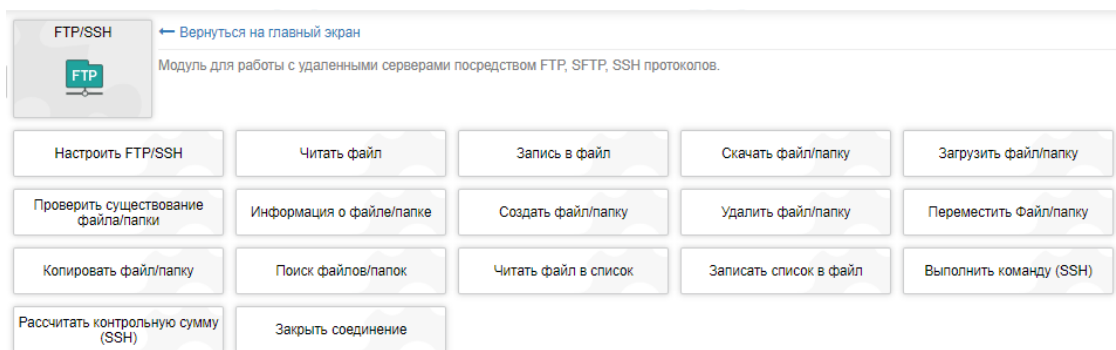 FTP/SSH
FTP
← Вернуться на главный экран
Модуль для работы с удаленными серверами посредством FTP, SFTP, SSH протоколов.
Настроить FTP/SSH
Читать файл
Запись в файл
Скачать файл/папку
Загрузить файл/папку
Проверить существование
файла/папки
Информация о файле/папке
Создать файл/папку
Удалить файл/папку
Переместить Файл/папку
Копировать файл/папку
Поиск файлов/папок
Читать файл в список
Записать список в файл
Выполнить команду (SSH)
Рассчитать контрольную сумму
(SSH)
Закрыть соединение